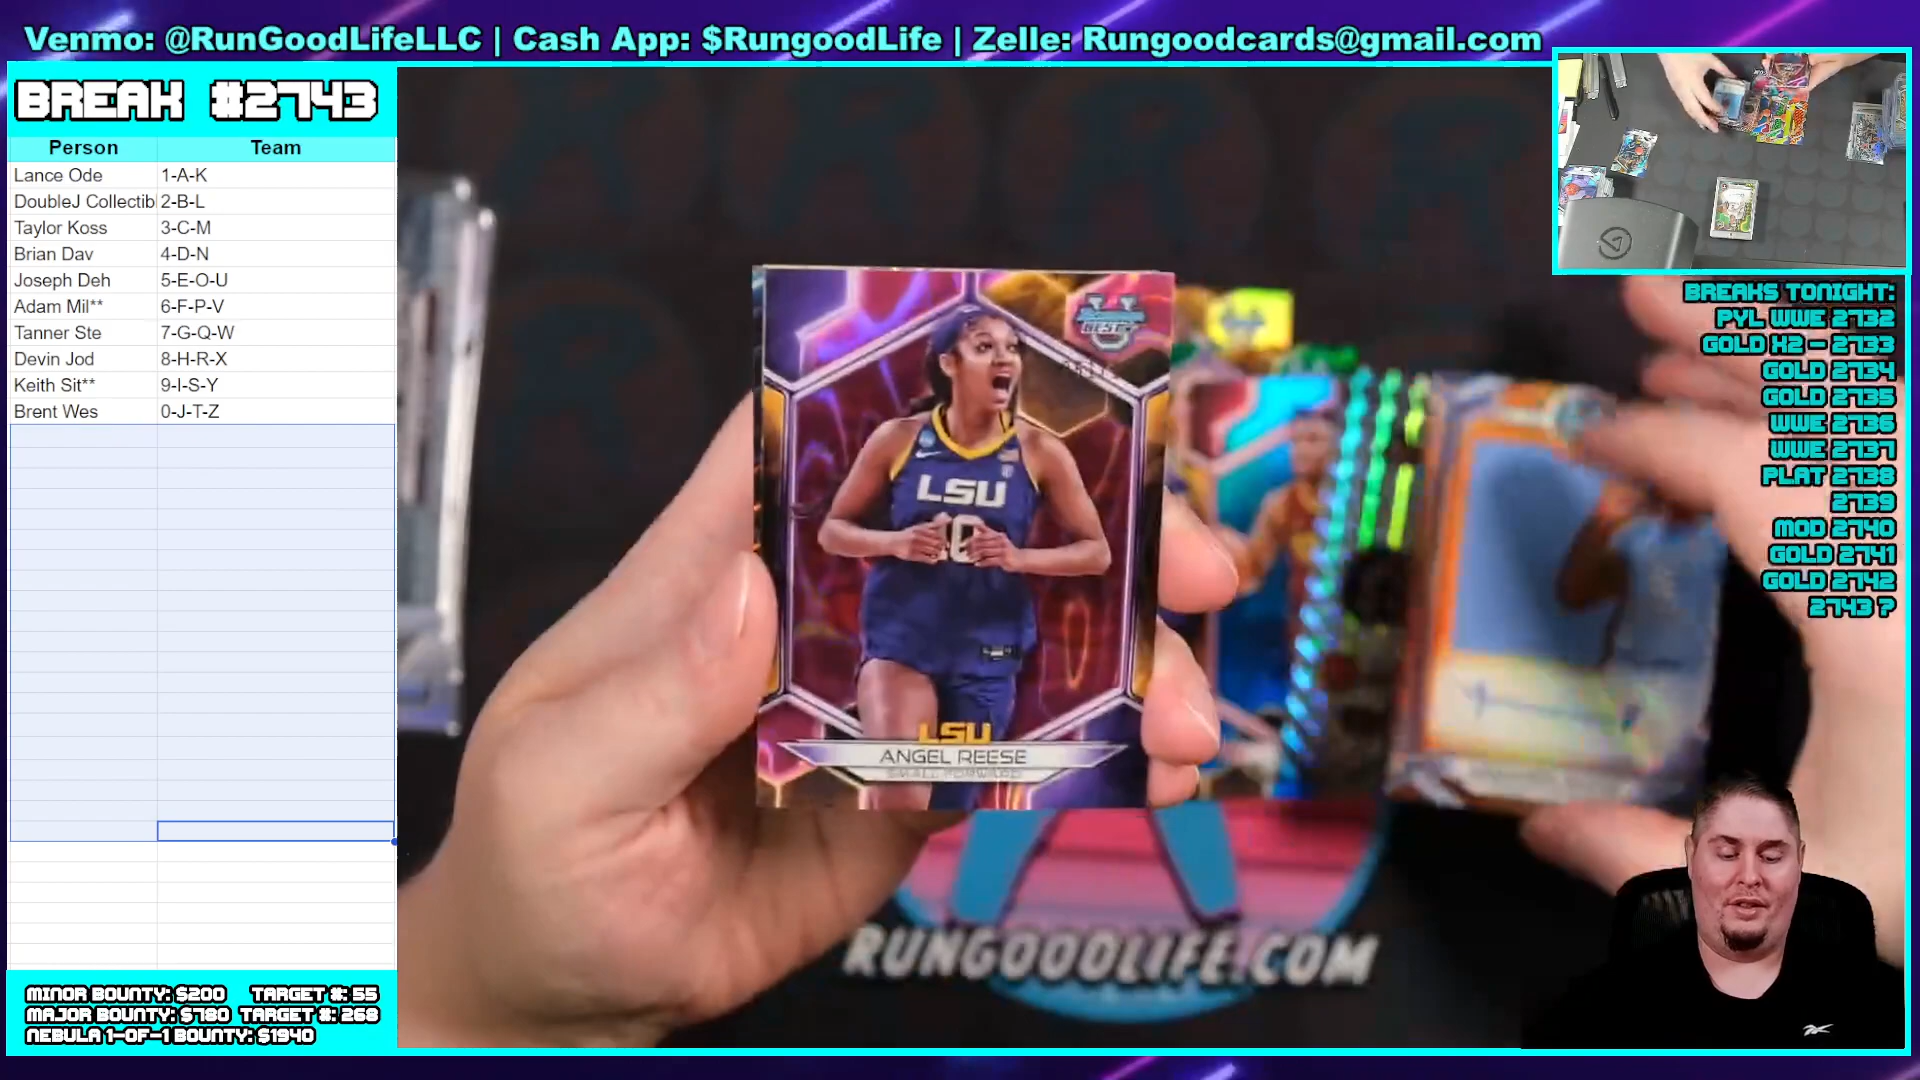 Venmo: @RunGoodLifeLLC | Cash App: $RungoodLife | Zelle: Rungoodcards@gmail.com
BREAK #2743
Person Team
Lance Ode 1-A-K
DoubleJ Collectib 2-B-L
Taylor Koss 3-C-M
Brian Dav 4-D-N
Joseph Deh 5-E-O-U
Adam Mil** 6-F-P-V
Tanner Ste 7-G-Q-W
Devin Jod 8-H-R-X
Keith Sit** 9-I-S-Y
Brent Wes 0-J-T-Z
MINOR BOUNTY: $200 TARGET #: 55
MAJOR BOUNTY: $780 TARGET #: 268
NEBULA 1-OF-1 BOUNTY: $1940
BREAKS TONIGHT:
PYL WWE 2732
GOLD X2 - 2733
GOLD 2734
GOLD 2735
WWE 2736
WWE 2737
PLAT 2738
2739
MOD 2740
GOLD 2741
GOLD 2742
2743 ?
BEST
LSU
10
LSU
ANGEL REESE
SMALL FORWARD
RUNGOODLIFE.COM